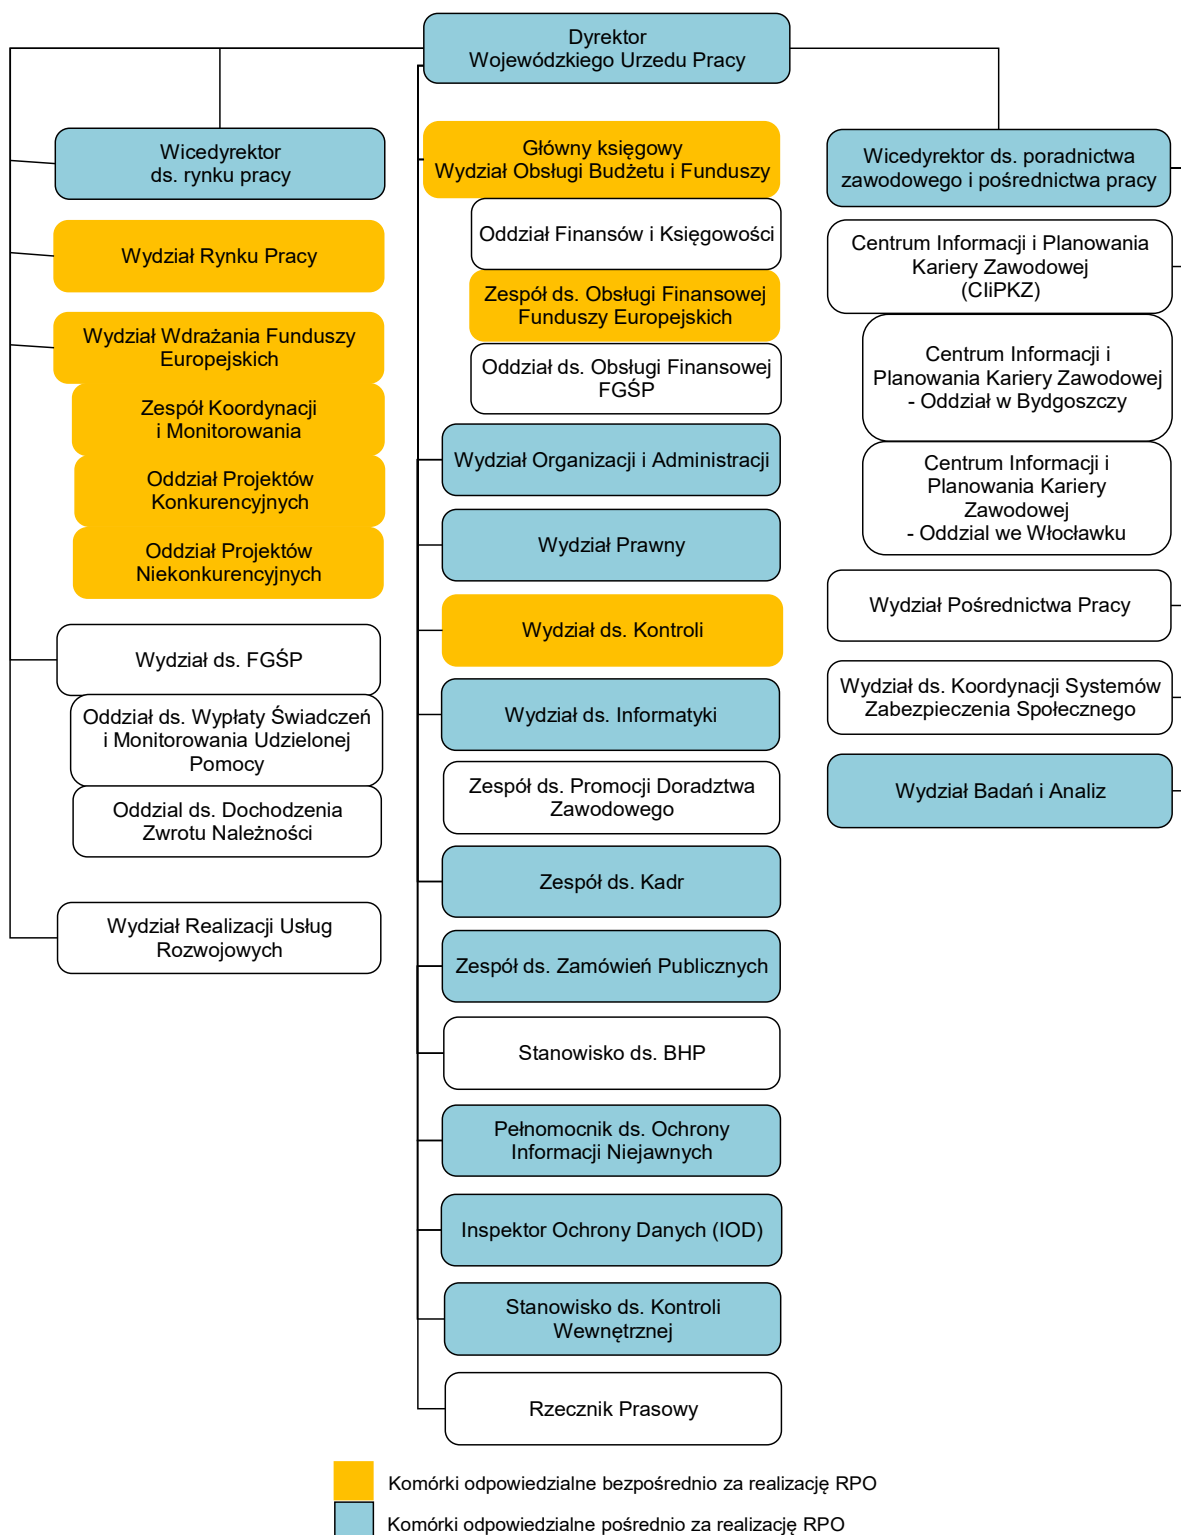 Dyrektor
Wojewódzkiego Urzedu Pracy
Wicedyrektor
ds. rynku pracy
Wydział Rynku Pracy
Wydział Wdrażania Funduszy
Europejskich
Zespół Koordynacji
i Monitorowania
Oddział Projektów
Konkurencyjnych
Oddział Projektów
Niekonkurencyjnych
Wydział ds. FGŚP
Oddział ds. Wypłaty Świadczeń
i Monitorowania Udzielonej
Pomocy
Oddzial ds. Dochodzenia
Zwrotu Należności
Wydział Realizacji Usług
Rozwojowych
Główny księgowy
Wydział Obsługi Budżetu i Funduszy
Oddział Finansów i Księgowości
Zespół ds. Obsługi Finansowej
Funduszy Europejskich
Oddział ds. Obsługi Finansowej
FGŚP
Wydział Organizacji i Administracji
Wydział Prawny
Wydział ds. Kontroli
Wydział ds. Informatyki
Zespół ds. Promocji Doradztwa
Zawodowego
Zespół ds. Kadr
Zespół ds. Zamówień Publicznych
Stanowisko ds. BHP
Pełnomocnik ds. Ochrony
Informacji Niejawnych
Inspektor Ochrony Danych (IOD)
Stanowisko ds. Kontroli
Wewnętrznej
Rzecznik Prasowy
Wicedyrektor ds. poradnictwa
zawodowego i pośrednictwa pracy
Centrum Informacji i Planowania
Kariery Zawodowej
(CIiPKZ)
Centrum Informacji i
Planowania Kariery Zawodowej
- Oddział w Bydgoszczy
Centrum Informacji i
Planowania Kariery
Zawodowej
- Oddzial we Włocławku
Wydział Pośrednictwa Pracy
Wydział ds. Koordynacji Systemów
Zabezpieczenia Społecznego
Wydział Badań i Analiz
Komórki odpowiedzialne bezpośrednio za realizację RPO
Komórki odpowiedzialne pośrednio za realizację RPO